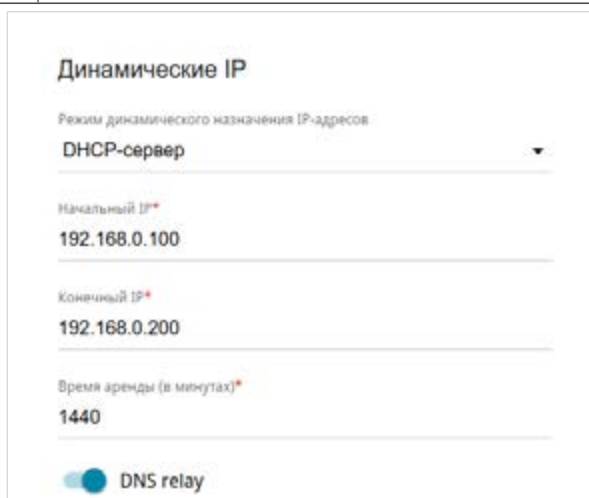 Динамические IP
Режим динамического назначения IP-адресов
DHCP-сервер
Начальный IP*
192.168.0.100
Конечный IP*
192.168.0.200
Время аренды (в минутах)*
1440
DNS relay